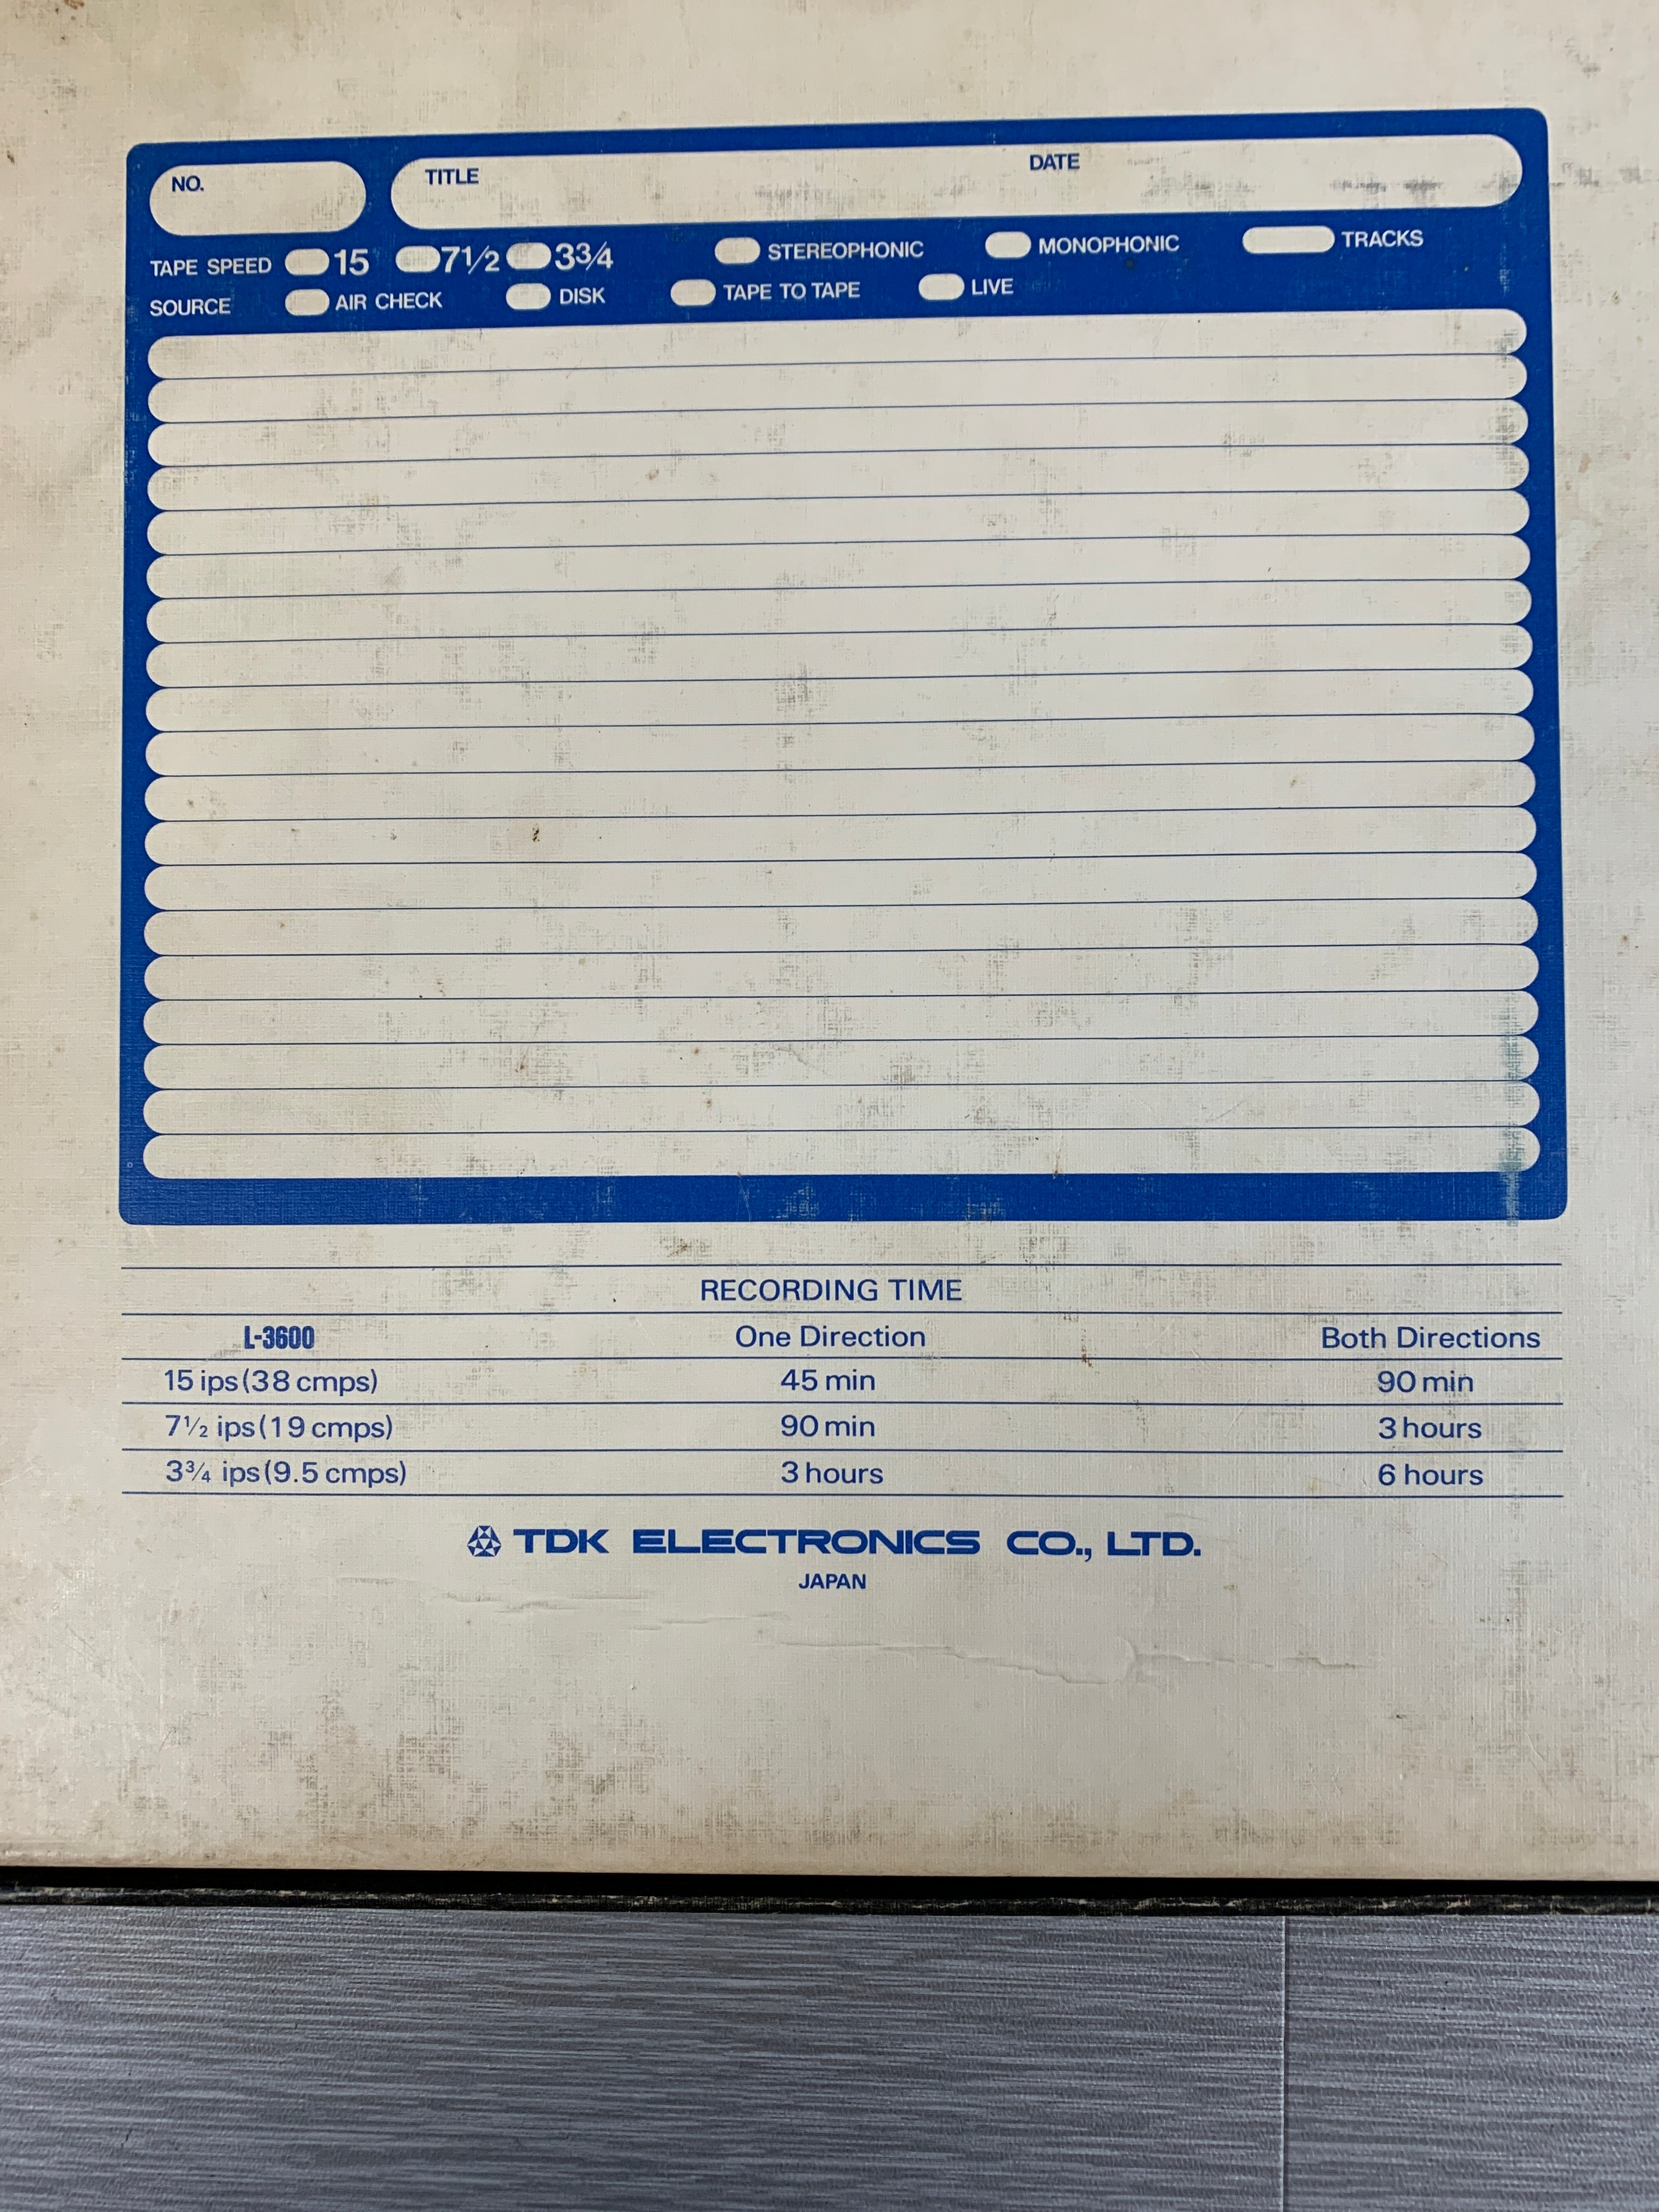 NO. TITLE DATE
TAPE SPEED 15 7½ 3¾ STEREOPHONIC MONOPHONIC TRACKS
SOURCE AIR CHECK DISK TAPE TO TAPE LIVE
RECORDING TIME
L-3600 One Direction Both Directions
15 ips (38 cmps) 45 min 90 min
7½ ips (19 cmps) 90 min 3 hours
3¾ ips (9.5 cmps) 3 hours 6 hours
TDK ELECTRONICS CO., LTD.
JAPAN